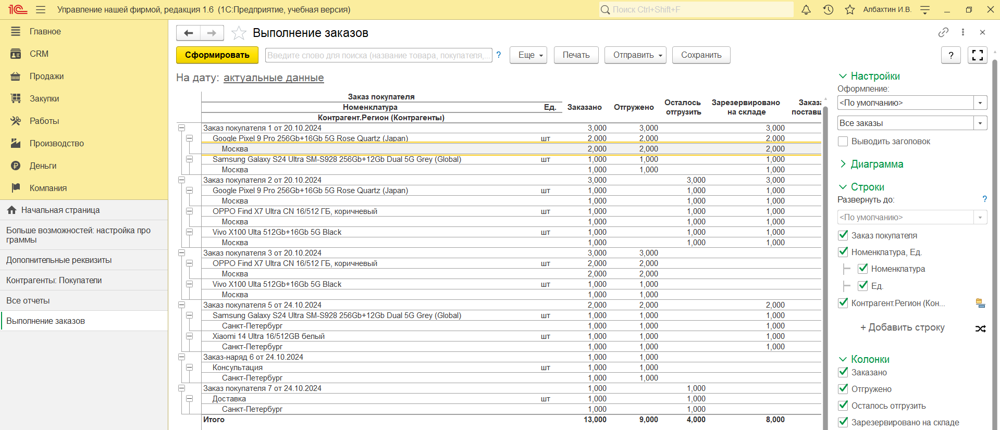 1С Управление нашей фирмой, редакция 1.6 (1С:Предприятие, учебная версия)
Поиск Ctrl+Shift+F
Албахтин И.В.
Главное
CRM
Продажи
Закупки
Работы
Производство
Деньги
Компания
Начальная страница
Больше возможностей: настройка про
граммы
Дополнительные реквизиты
Контрагенты: Покупатели
Все отчеты
Выполнение заказов
Выполнение заказов
Сформировать
Введите слово для поиска (название товара, покупателя,...
?
Еще
Печать
Отправить
Сохранить
?
На дату: актуальные данные
Заказ покупателя
Номенклатура Ед.
Контрагент.Регион (Контрагенты)
Заказано
Отгружено
Осталось
отгрузить
Зарезервировано
на складе
Заказа
поставщ
Заказ покупателя 1 от 20.10.2024 3,000 3,000 3,000
Google Pixel 9 Pro 256Gb+16Gb 5G Rose Quartz (Japan) шт 2,000 2,000 2,000
Москва 2,000 2,000 2,000
Samsung Galaxy S24 Ultra SM-S928 256Gb+12Gb Dual 5G Grey (Global) шт 1,000 1,000 1,000
Москва 1,000 1,000 1,000
Заказ покупателя 2 от 20.10.2024 3,000 3,000 3,000
Google Pixel 9 Pro 256Gb+16Gb 5G Rose Quartz (Japan) шт 1,000 1,000 1,000
Москва 1,000 1,000 1,000
OPPO Find X7 Ultra CN 16/512 ГБ, коричневый шт 1,000 1,000 1,000
Москва 1,000 1,000 1,000
Vivo X100 Ulta 512Gb+16Gb 5G Black шт 1,000 1,000 1,000
Москва 1,000 1,000 1,000
Заказ покупателя 3 от 20.10.2024 3,000 3,000
OPPO Find X7 Ultra CN 16/512 ГБ, коричневый шт 2,000 2,000
Москва 2,000 2,000
Vivo X100 Ulta 512Gb+16Gb 5G Black шт 1,000 1,000
Москва 1,000 1,000
Заказ покупателя 5 от 24.10.2024 2,000 2,000 2,000
Samsung Galaxy S24 Ultra SM-S928 256Gb+12Gb Dual 5G Grey (Global) шт 1,000 1,000 1,000
Санкт-Петербург 1,000 1,000 1,000
Xiaomi 14 Ultra 16/512GB белый шт 1,000 1,000 1,000
Санкт-Петербург 1,000 1,000 1,000
Заказ-наряд 6 от 24.10.2024 1,000 1,000
Консультация шт 1,000 1,000
Санкт-Петербург 1,000 1,000
Заказ покупателя 7 от 24.10.2024 1,000 1,000
Доставка шт 1,000 1,000
Санкт-Петербург 1,000 1,000
Итого 13,000 9,000 4,000 8,000
Настройки
Оформление:
<По умолчанию>
Все заказы
Выводить заголовок
Диаграмма
Строки
Развернуть до: ?
<По умолчанию>
Заказ покупателя
Номенклатура, Ед.
Номенклатура
Ед.
Контрагент.Регион (Кон...
+ Добавить строку
Колонки
Заказано
Отгружено
Осталось отгрузить
Зарезервировано на складе